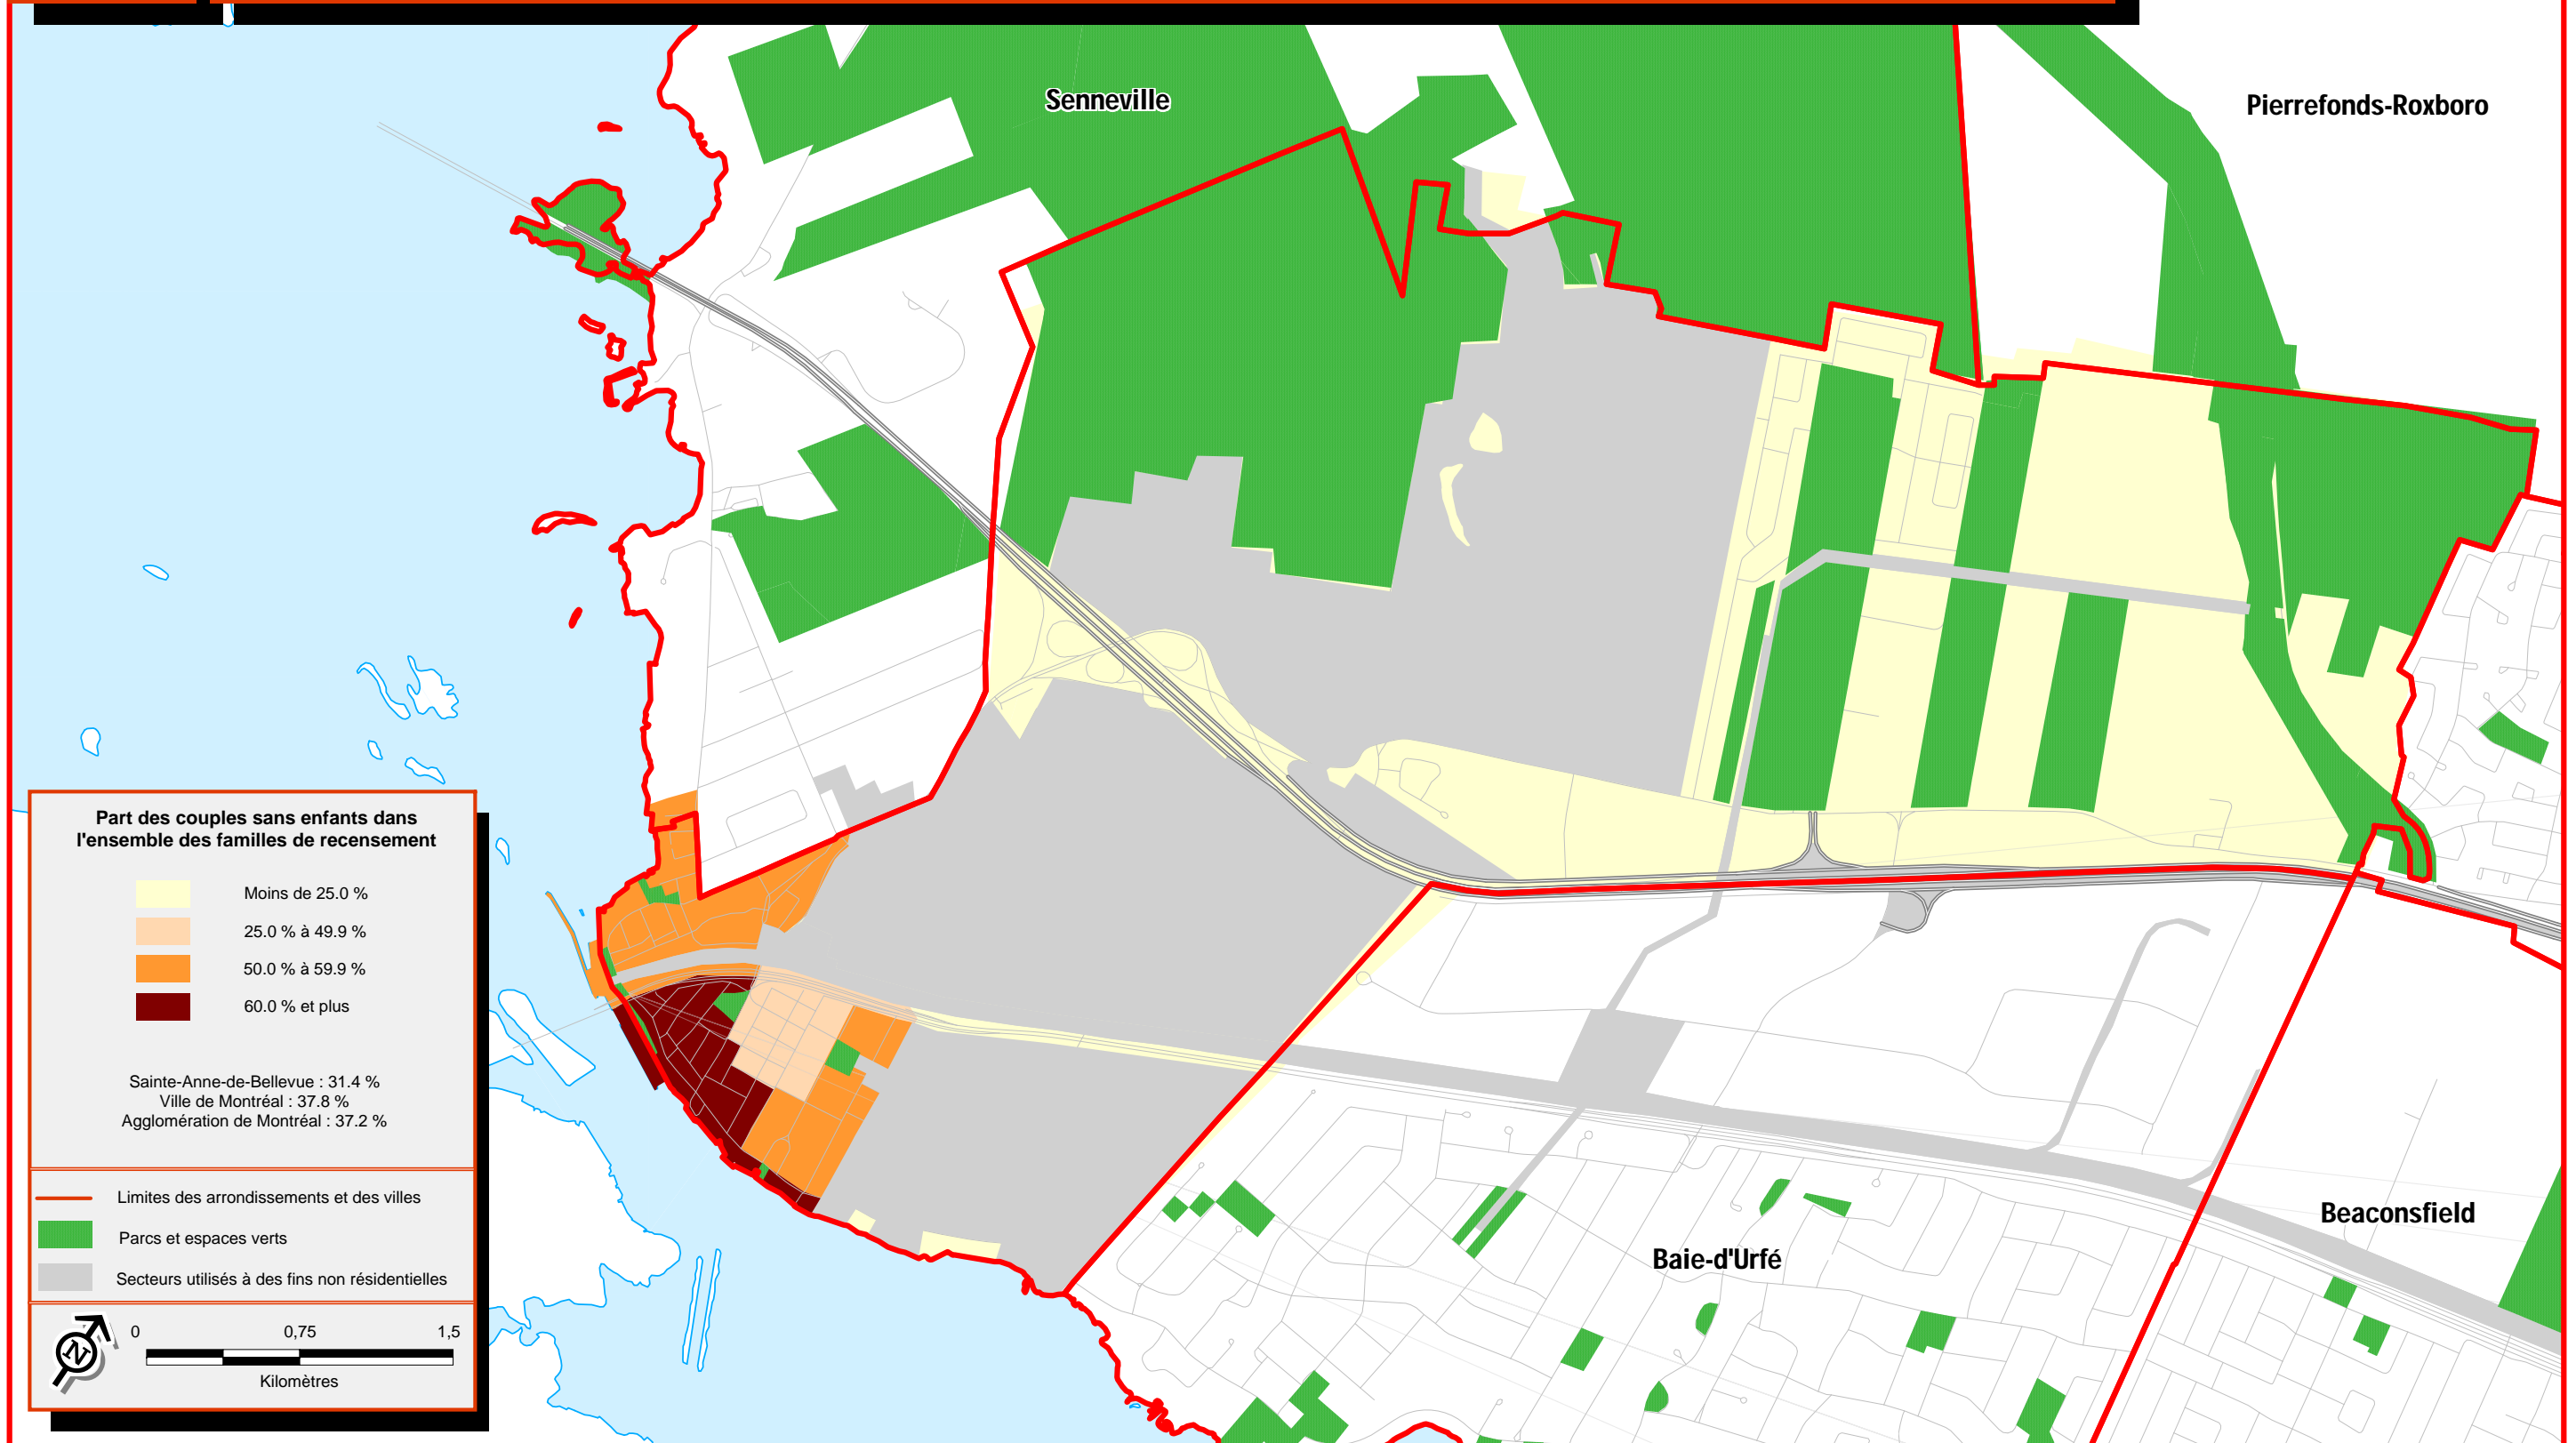 Senneville
Pierrefonds-Roxboro
Part des couples sans enfants dans
l'ensemble des familles de recensement
Moins de 25.0 %
25.0 % à 49.9 %
50.0 % à 59.9 %
60.0 % et plus
Sainte-Anne-de-Bellevue : 31.4 %
Ville de Montréal : 37.8 %
Agglomération de Montréal : 37.2 %
Limites des arrondissements et des villes
Parcs et espaces verts
Secteurs utilisés à des fins non résidentielles
N
0 0,75 1,5
Kilomètres
Baie-d'Urfé
Beaconsfield